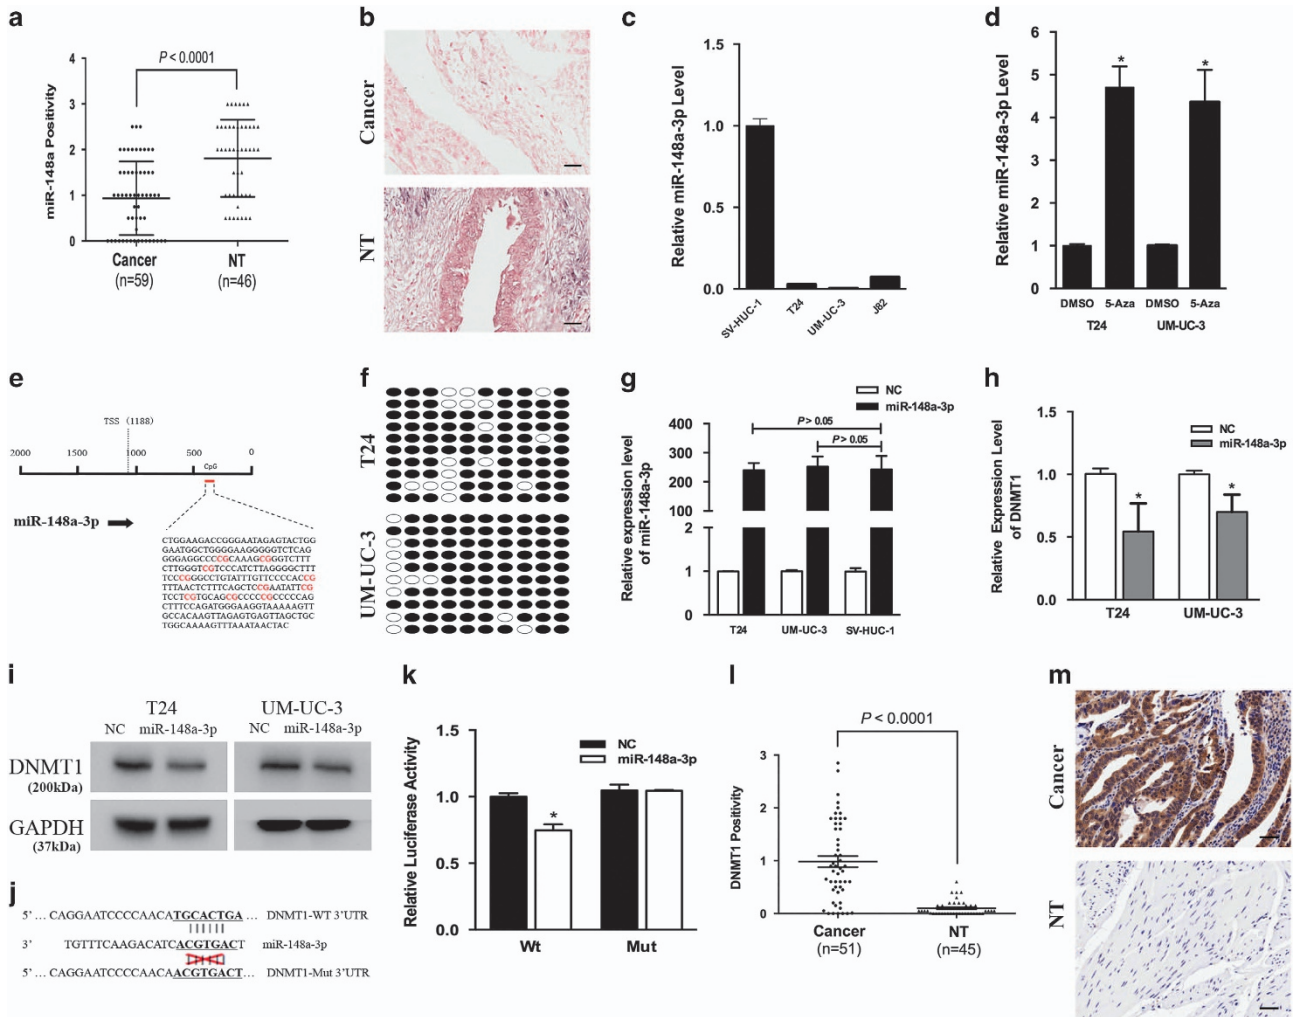 a
P < 0.0001
miR-148a Positivity
4
3
2
1
0
Cancer
(n=59)
NT
(n=46)
b
Cancer
NT
c
Relative miR-148a-3p Level
1.5
1.0
0.5
0.0
SV-HUC-1
T24
UM-UC-3
J82
d
Relative miR-148a-3p Level
6
5
4
3
2
1
0
*
*
DMSO 5-Aza DMSO 5-Aza
T24 UM-UC-3
e
TSS (1188)
2000 1500 1000 500 0
CpG
miR-148a-3p
CTGGAAGACCGGGAATAGAGTACTGG
GAATGGCTGGGGAAGGGGGTCTCAG
GGGAGGCCCCGCAAAGCGGGTCTTT
CTTGGGTCGTCCCATCTTAGGGGCTTT
TCCCGGGCCTGTATTTGTTCCCCACCG
TTTAACTCTTTCAGCTCCGAATATTCG
TCCTCGTGCAGCGCCCCCGCCCCCAG
CTTTCCAGATGGGAAGGTAAAAAGTT
GCCACAAGTTAGAGTGAGTTAGCTGC
TGGCAAAAGTTTAAATAACTAC
f
T24
UM-UC-3
g
NC
miR-148a-3p
P > 0.05
P > 0.05
Relative expression level
of miR-148a-3p
400
300
200
100
2
1
0
T24 UM-UC-3 SV-HUC-1
h
Relative Expression Level
of DNMT1
1.5
1.0
0.5
0.0
NC
miR-148a-3p
*
*
T24 UM-UC-3
i
T24 UM-UC-3
NC miR-148a-3p NC miR-148a-3p
DNMT1
(200kDa)
GAPDH
(37kDa)
j
5' ... CAGGAATCCCCAACATGCACTGA ... DNMT1-WT 3'UTR
3' TGTTTCAAGACATCACGTGACT miR-148a-3p
5' ... CAGGAATCCCCAACAACGTGACT ... DNMT1-Mut 3'UTR
k
Relative Luciferase Activity
1.5
1.0
0.5
0.0
NC
miR-148a-3p
*
Wt Mut
l
P < 0.0001
DNMT1 Positivity
3
2
1
0
Cancer
(n=51)
NT
(n=45)
m
Cancer
NT